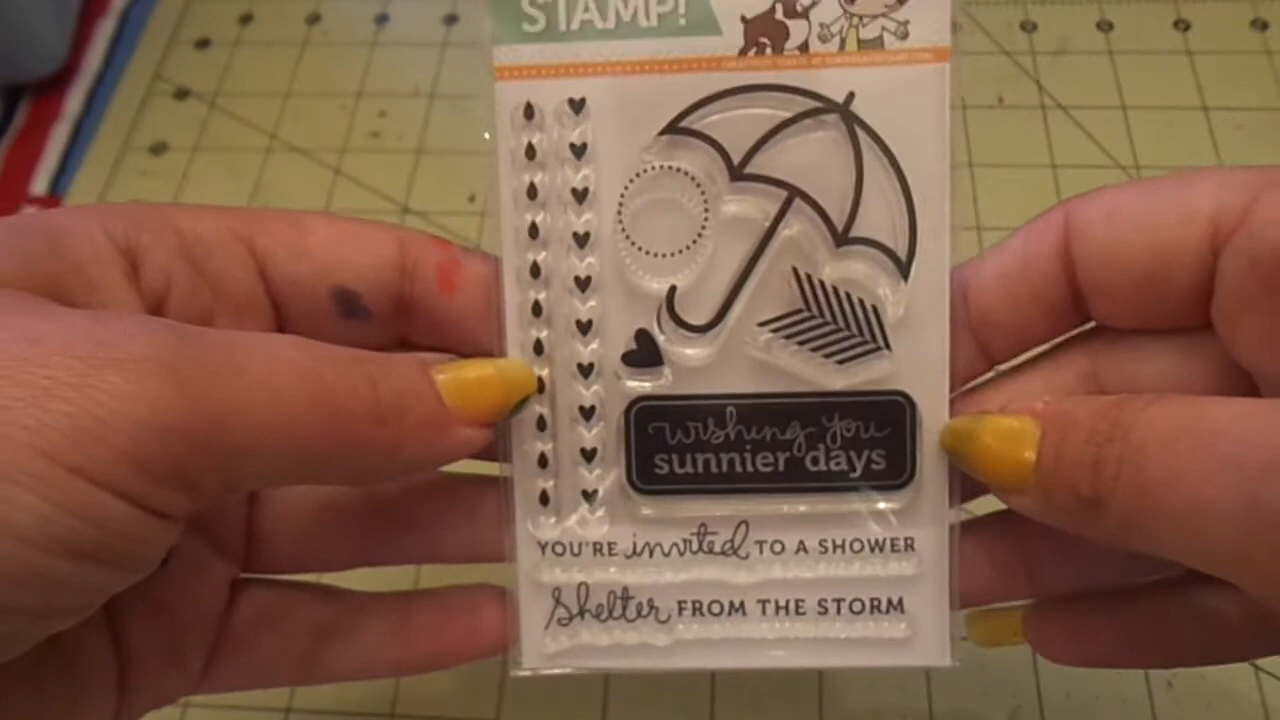 STAMP!
wishing you
sunnier days
YOU'RE invited TO A SHOWER
Shelter FROM THE STORM